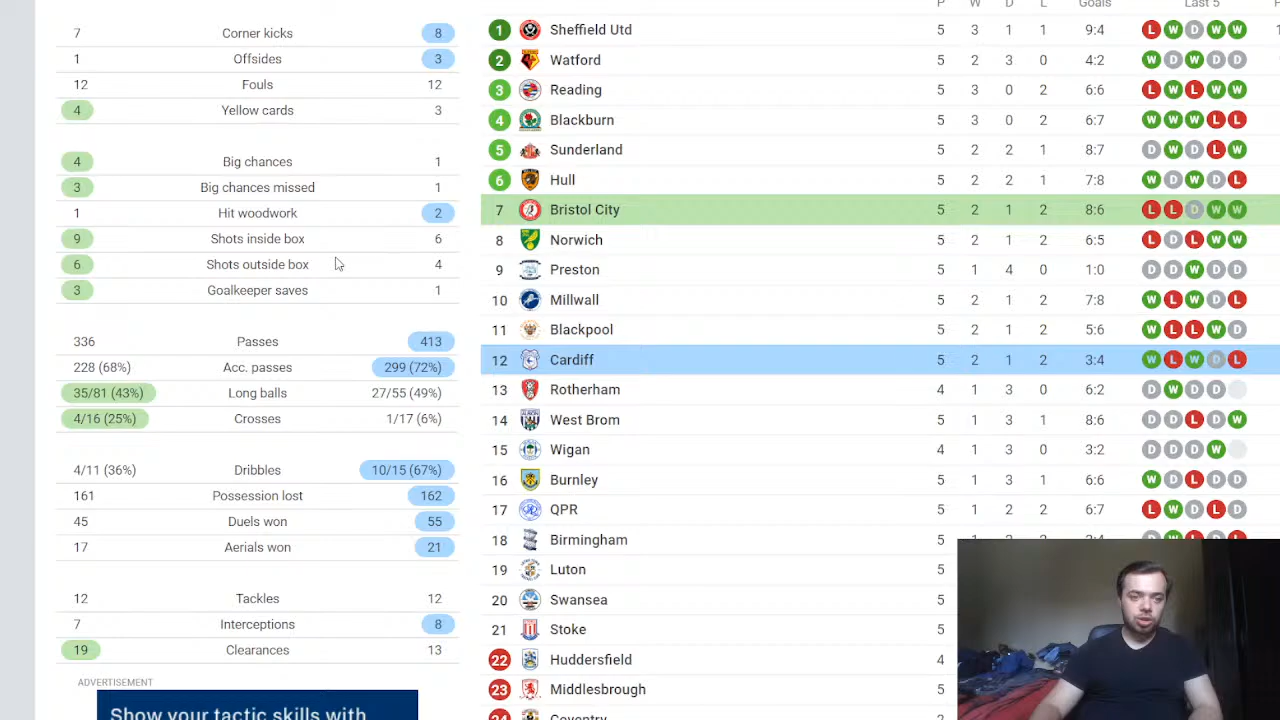 7 Corner kicks 8
1 Offsides 3
12 Fouls 12
4 Yellow cards 3
4 Big chances 1
3 Big chances missed 1
1 Hit woodwork 2
9 Shots inside box 6
6 Shots outside box 4
3 Goalkeeper saves 1
336 Passes 413
228 (68%) Acc. passes 299 (72%)
35/81 (43%) Long balls 27/55 (49%)
4/16 (25%) Crosses 1/17 (6%)
4/11 (36%) Dribbles 10/15 (67%)
161 Possession lost 162
45 Duels won 55
17 Aerials won 21
12 Tackles 12
7 Interceptions 8
19 Clearances 13
ADVERTISEMENT
Show your tactic skills with
P W D L Goals Last 5
1 Sheffield Utd 5 3 1 1 9:4 L W D W W
2 Watford 5 2 3 0 4:2 W D W D D
3 Reading 5 3 0 2 6:6 L W L W W
4 Blackburn 5 3 0 2 6:7 W W W L L
5 Sunderland 5 2 2 1 8:7 D W D L W
6 Hull 5 2 2 1 7:8 W D W D L
7 Bristol City 5 2 1 2 8:6 L L D W W
8 Norwich 5 2 1 2 6:5 L D L W W
9 Preston 5 1 4 0 1:0 D D W D D
10 Millwall 5 2 1 2 7:8 W L W D L
11 Blackpool 5 2 1 2 5:6 W L L W D
12 Cardiff 5 2 1 2 3:4 W L W D L
13 Rotherham 4 1 3 0 6:2 D W D D
14 West Brom 5 1 3 1 8:6 D D L D W
15 Wigan 4 1 3 0 3:2 D D D W
16 Burnley 5 1 3 1 6:6 W D L D D
17 QPR 5 1 2 2 6:7 L W D L D
18 Birmingham 5
19 Luton 5
20 Swansea 5
21 Stoke 5
22 Huddersfield 4
23 Middlesbrough 5
24 Coventry